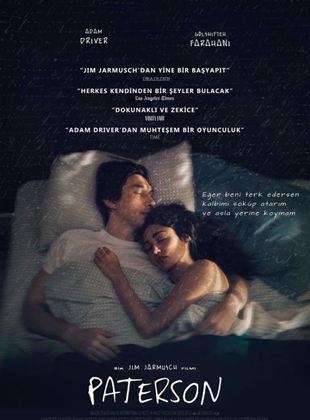 ADAM
DRIVER
GOLSHIFTEH
FARAHANI
"JIM JARMUSCH'DAN YİNE BİR BAŞYAPIT"
DEADLINE
"HERKES KENDİNDEN BİR ŞEYLER BULACAK"
Los Angeles Times
"DOKUNAKLI VE ZEKİCE"
VANITY FAIR
"ADAM DRIVER'DAN MUHTEŞEM BİR OYUNCULUK"
TIME
Eğer beni terk edersen
kalbimi söküp atarım
ve asla yerine koymam
BİR JIM JARMUSCH FİLMİ
PATERSON